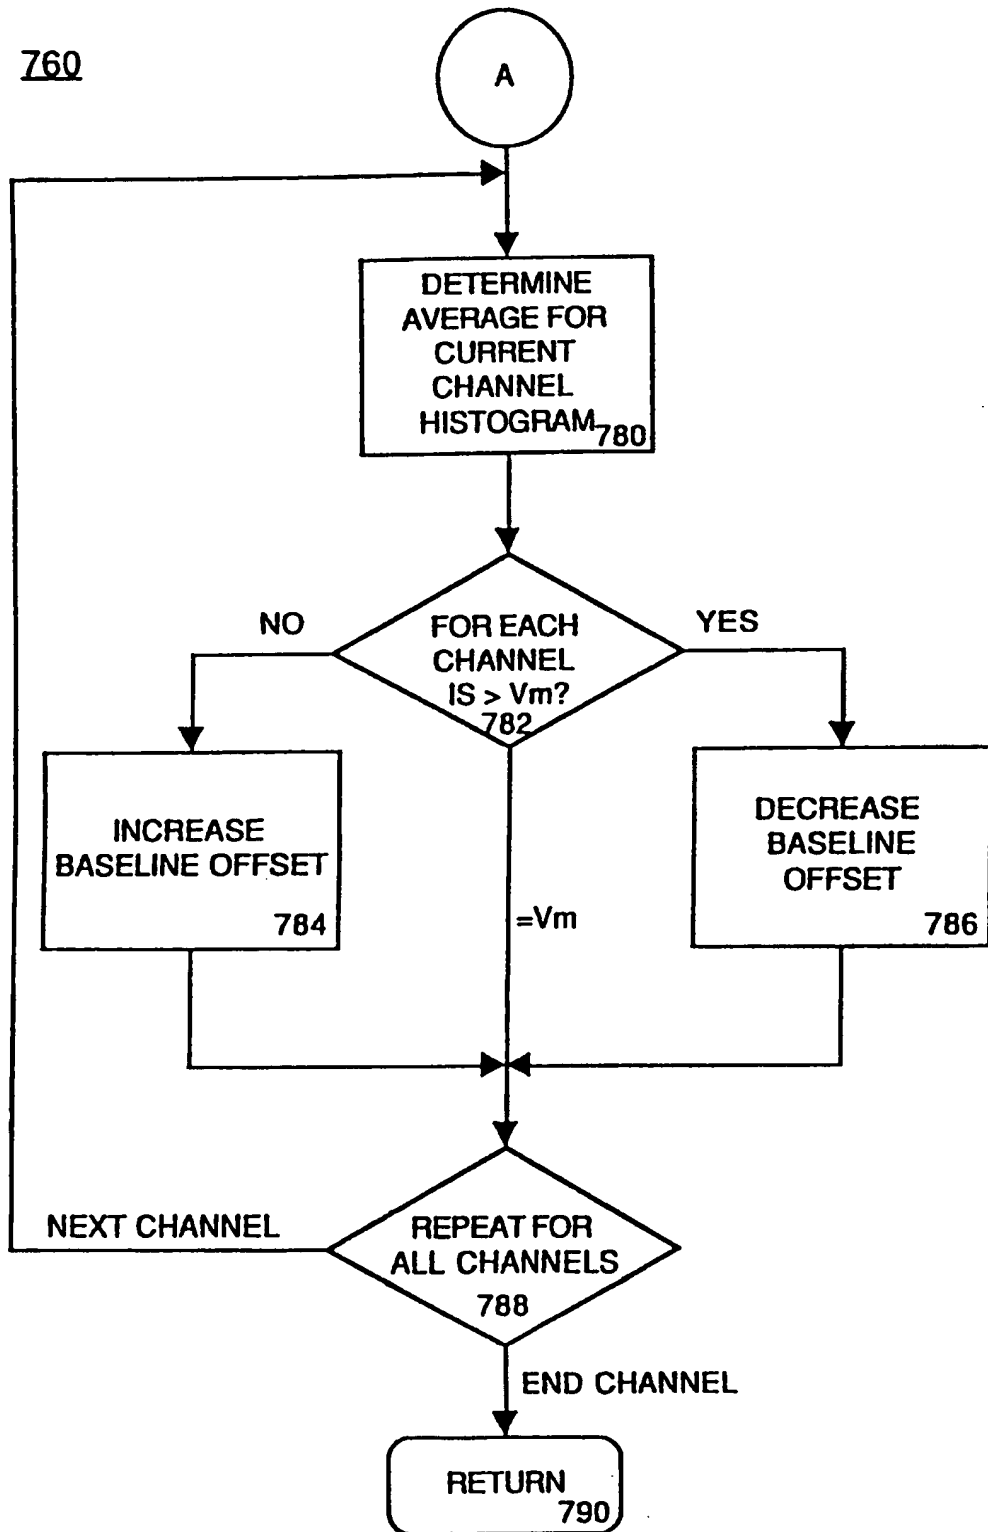 760
A
DETERMINE
AVERAGE FOR
CURRENT
CHANNEL
HISTOGRAM
780
NO
FOR EACH
CHANNEL
IS > Vm?
782
YES
INCREASE
BASELINE OFFSET
784
=Vm
DECREASE
BASELINE
OFFSET
786
NEXT CHANNEL
REPEAT FOR
ALL CHANNELS
788
END CHANNEL
RETURN
790